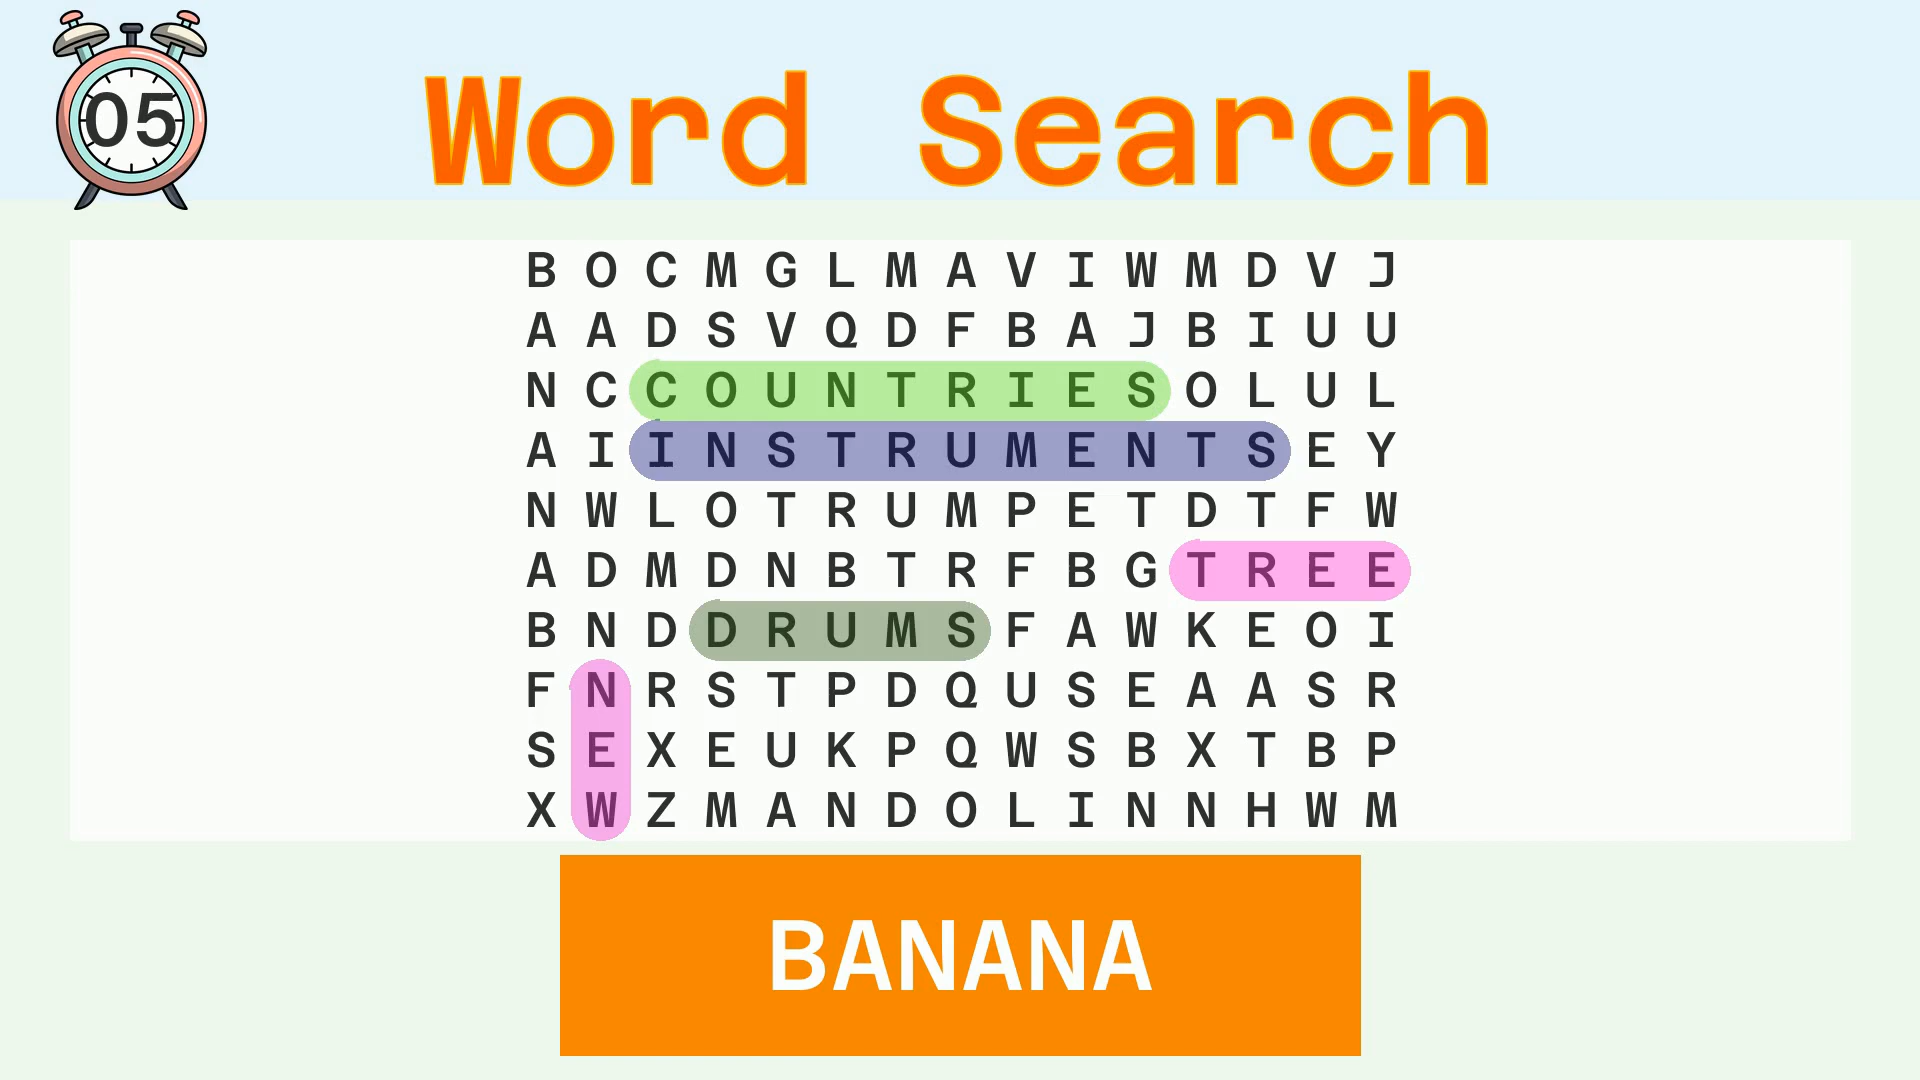 05
Word Search
B O C M G L M A V I W M D V J
A A D S V Q D F B A J B I U U
N C C O U N T R I E S O L U L
A I I N S T R U M E N T S E Y
N W L O T R U M P E T D T F W
A D M D N B T R F B G T R E E
B N D D R U M S F A W K E O I
F N R S T P D Q U S E A A S R
S E X E U K P Q W S B X T B P
X W Z M A N D O L I N N H W M
BANANA